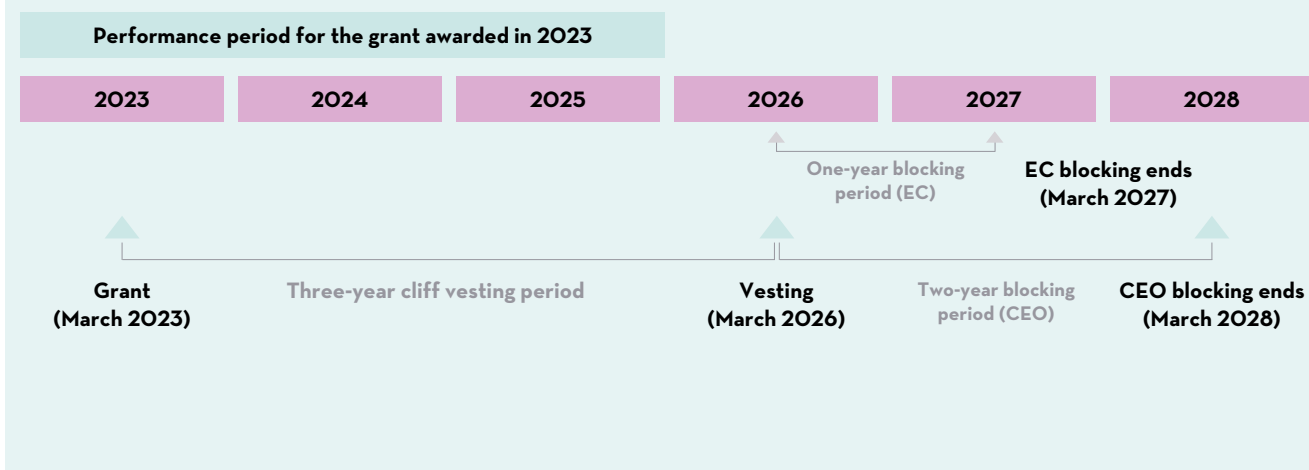 Performance period for the grant awarded in 2023
2023
2024
2025
2026
2027
2028
One-year blocking
period (EC)
EC blocking ends
(March 2027)
Grant
(March 2023)
Three-year cliff vesting period
Vesting
(March 2026)
Two-year blocking
period (CEO)
CEO blocking ends
(March 2028)